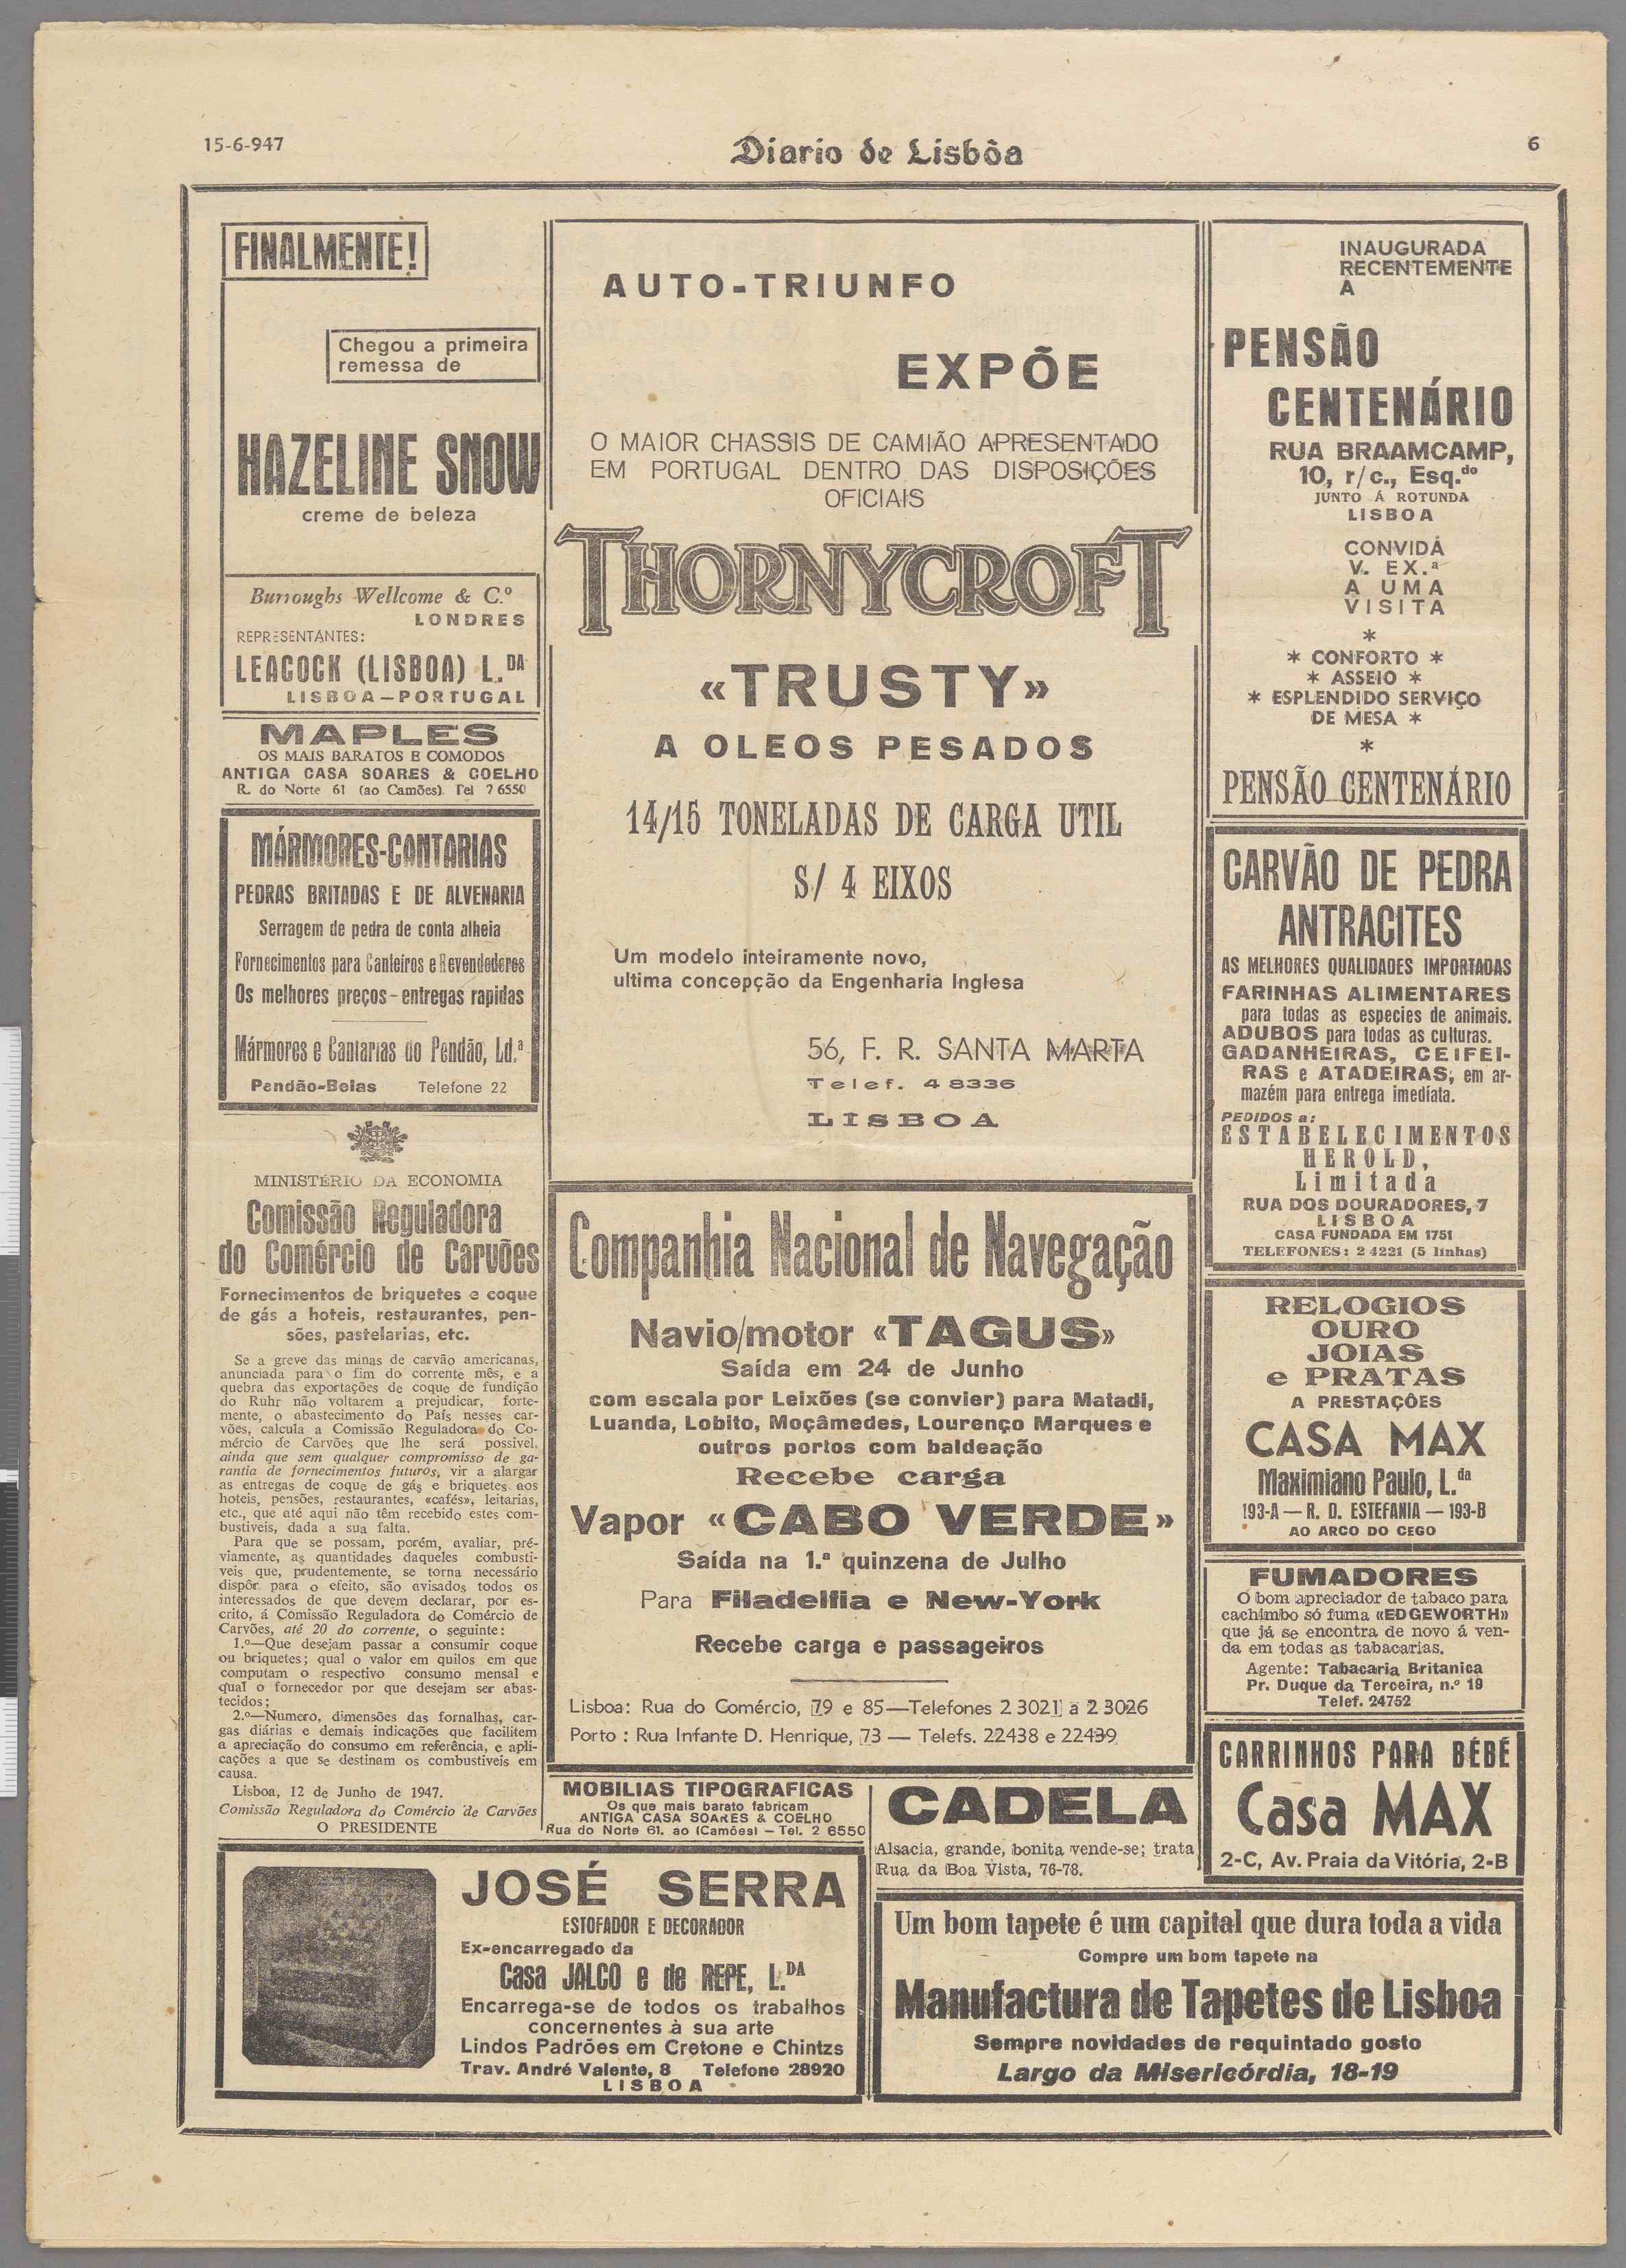 15-6-947
Diario de Lisbôa
6
FINALMENTE!
Chegou a primeira
remessa de
HAZELINE SNOW
creme de beleza
Burroughs Wellcome & C.º
LONDRES
REPRESENTANTES:
LEACOCK (LISBOA) L.DA
LISBOA—PORTUGAL
MAPLES
OS MAIS BARATOS E COMODOS
ANTIGA CASA SOARES & COELHO
R. do Norte 61 (ao Camões). Tel 2 6550
MÁRMORES-CANTARIAS
PEDRAS BRITADAS E DE ALVENARIA
Serragem de pedra de conta alheia
Fornecimentos para Canteiros e Revendedores
Os melhores preços-entregas rapidas
Mármores e Cantarias do Pendão, Ld.ª
Pendão-Belas Telefone 22
MINISTÉRIO DA ECONOMIA
Comissão Reguladora
do Comércio de Carvões
Fornecimentos de briquetes e coque
de gás a hoteis, restaurantes, pen-
sões, pastelarias, etc.
Se a greve das minas de carvão americanas,
anunciada para o fim do corrente mês, e a
quebra das exportações de coque de fundição
do Ruhr não voltarem a prejudicar, forte-
mente, o abastecimento do País nesses car-
vões, calcula a Comissão Reguladora do Co-
mércio de Carvões que lhe será possivel,
ainda que sem qualquer compromisso de ga-
rantia de fornecimentos futuros, vir a alargar
as entregas de coque de gás e briquetes aos
hoteis, pensões, restaurantes, «cafés», leitarias,
etc., que até aqui não têm recebido estes com-
bustiveis, dada a sua falta.
Para que se possam, porém, avaliar, pré-
viamente, as quantidades daqueles combusti-
veis que, prudentemente, se torna necessário
dispôr para o efeito, são avisados todos os
interessados de que devem declarar, por es-
crito, á Comissão Reguladora do Comércio de
Carvões, até 20 do corrente, o seguinte:
1.º—Que desejam passar a consumir coque
ou briquetes; qual o valor em quilos em que
computam o respectivo consumo mensal e
qual o fornecedor por que desejam ser abas-
tecidos;
2.º—Numero, dimensões das fornalhas, car-
gas diárias e demais indicações que facilitem
a apreciação do consumo em referência, e apli-
cações a que se destinam os combustiveis em
causa.
Lisboa, 12 de Junho de 1947.
Comissão Reguladora do Comércio de Carvões
O PRESIDENTE
AUTO-TRIUNFO
EXPÕE
O MAIOR CHASSIS DE CAMIÃO APRESENTADO
EM PORTUGAL DENTRO DAS DISPOSIÇÕES
OFICIAIS
THORNYCROFT
«TRUSTY»
A OLEOS PESADOS
14/15 TONELADAS DE CARGA UTIL
S/ 4 EIXOS
Um modelo inteiramente novo,
ultima concepção da Engenharia Inglesa
56, F. R. SANTA MARTA
Telef. 4 8336
LISBOA
Companhia Nacional de Navegação
Navio/motor «TAGUS»
Saída em 24 de Junho
com escala por Leixões (se convier) para Matadi,
Luanda, Lobito, Moçâmedes, Lourenço Marques e
outros portos com baldeação
Recebe carga
Vapor «CABO VERDE»
Saída na 1.ª quinzena de Julho
Para Filadelfia e New-York
Recebe carga e passageiros
Lisboa: Rua do Comércio, 79 e 85—Telefones 2 3021 a 2 3026
Porto : Rua Infante D. Henrique, 73 — Telefs. 22438 e 22439
MOBILIAS TIPOGRAFICAS
Os que mais barato fabricam
ANTIGA CASA SOARES & COELHO
Rua do Norte 61. ao (Camões) — Tel. 2 6550
CADELA
Alsacia, grande, bonita vende-se; trata
Rua da Boa Vista, 76-78.
INAUGURADA
RECENTEMENTE
A
PENSÃO
CENTENÁRIO
RUA BRAAMCAMP,
10, r/c., Esq.do
JUNTO Á ROTUNDA
LISBOA
CONVIDA
V. EX.ª
A UMA
VISITA
*
* CONFORTO *
* ASSEIO *
* ESPLENDIDO SERVIÇO
DE MESA *
*
PENSÃO CENTENÁRIO
CARVÃO DE PEDRA
ANTRACITES
AS MELHORES QUALIDADES IMPORTADAS
FARINHAS ALIMENTARES
para todas as especies de animais.
ADUBOS para todas as culturas.
GADANHEIRAS, CEIFEI-
RAS e ATADEIRAS, em ar-
mazém para entrega imediata.
PEDIDOS a:
ESTABELECIMENTOS
HEROLD,
Limitada
RUA DOS DOURADORES, 7
LISBOA
CASA FUNDADA EM 1751
TELEFONES: 2 4221 (5 linhas)
RELOGIOS
OURO
JOIAS
e PRATAS
A PRESTAÇÕES
CASA MAX
Maximiano Paulo, L.da
193-A — R. D. ESTEFANIA — 193-B
AO ARCO DO CEGO
FUMADORES
O bom apreciador de tabaco para
cachimbo só fuma «EDGEWORTH»
que já se encontra de novo á ven-
da em todas as tabacarias.
Agente: Tabacaria Britanica
Pr. Duque da Terceira, n.º 19
Telef. 24752
CARRINHOS PARA BÉBÉ
Casa MAX
2-C, Av. Praia da Vitória, 2-B
JOSÉ SERRA
ESTOFADOR E DECORADOR
Ex-encarregado da
Casa JALCO e de REPE, L.DA
Encarrega-se de todos os trabalhos
concernentes à sua arte
Lindos Padrões em Cretone e Chintzs
Trav. André Valente, 8 Telefone 28920
LISBOA
Um bom tapete é um capital que dura toda a vida
Compre um bom tapete na
Manufactura de Tapetes de Lisboa
Sempre novidades de requintado gosto
Largo da Misericórdia, 18-19